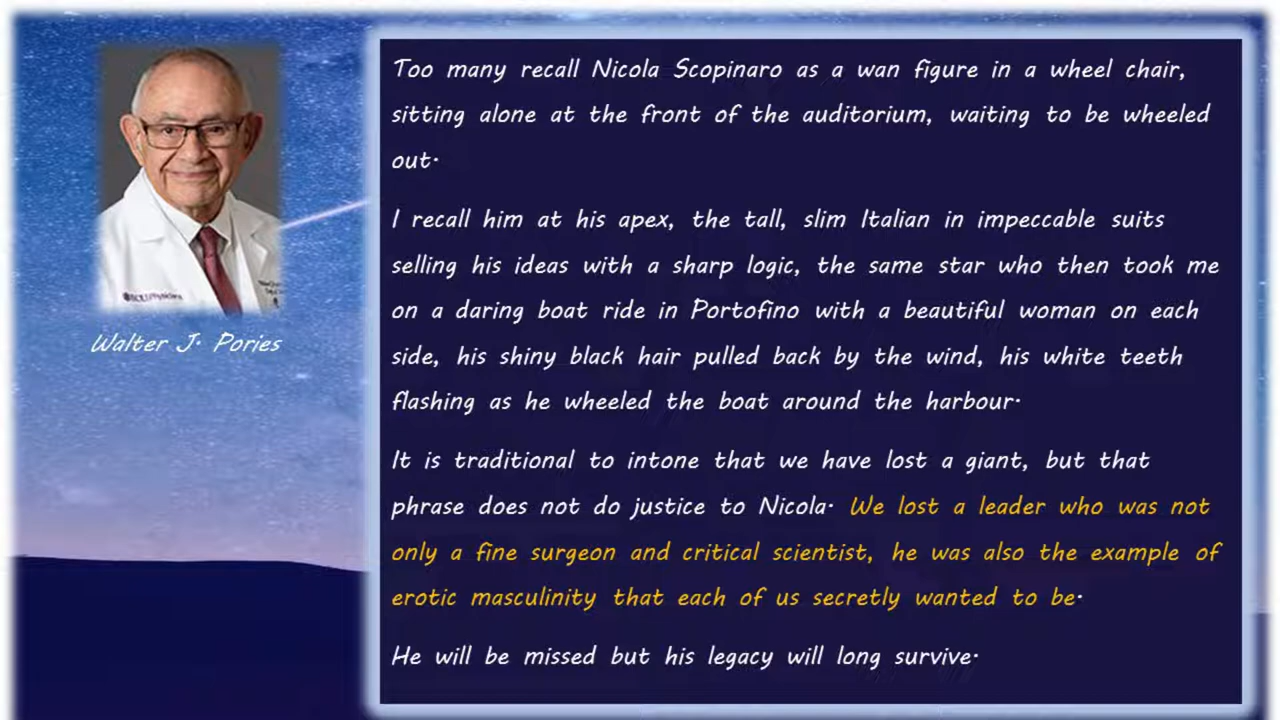 Too many recall Nicola Scopinaro as a wan figure in a wheel chair,
sitting alone at the front of the auditorium, waiting to be wheeled
out.
I recall him at his apex, the tall, slim Italian in impeccable suits
selling his ideas with a sharp logic, the same star who then took me
on a daring boat ride in Portofino with a beautiful woman on each
side, his shiny black hair pulled back by the wind, his white teeth
flashing as he wheeled the boat around the harbour.
It is traditional to intone that we have lost a giant, but that
phrase does not do justice to Nicola. We lost a leader who was not
only a fine surgeon and critical scientist, he was also the example of
erotic masculinity that each of us secretly wanted to be.
He will be missed but his legacy will long survive.
Walter J. Pories